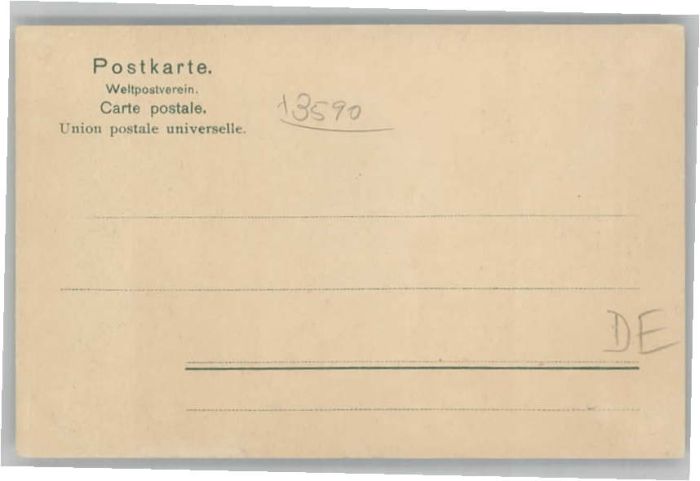 Postkarte.
Weltpostverein.
Carte postale.
Union postale universelle.
13590
DE